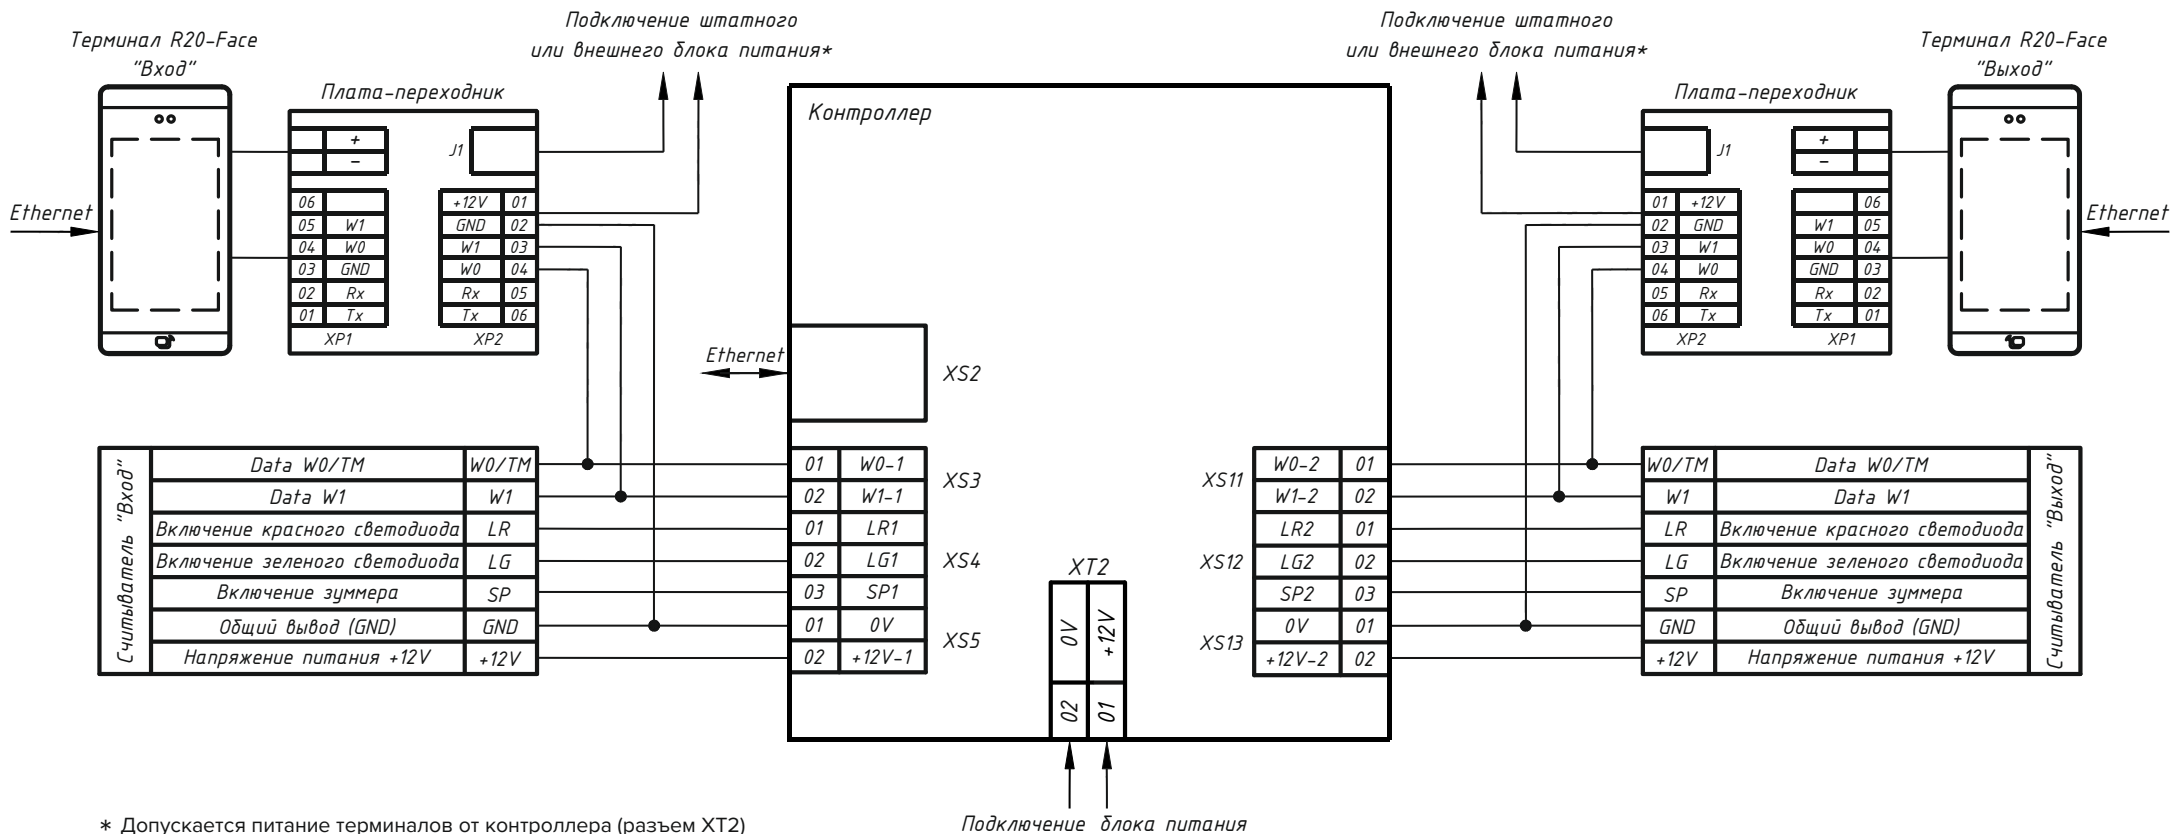 Подключение штатного
или внешнего блока питания*
Подключение штатного
или внешнего блока питания*
Терминал R20-Face
"Вход"
Терминал R20-Face
"Выход"
Плата-переходник
Плата-переходник
Контроллер
+
-
J1
J1
+
-
Ethernet
Ethernet
06
05 W1
04 W0
03 GND
02 Rx
01 Tx
XP1
+12V 01
GND 02
W1 03
W0 04
Rx 05
Tx 06
XP2
01 +12V
02 GND
03 W1
04 W0
05 Rx
06 Tx
XP2
06
W1 05
W0 04
GND 03
Rx 02
Tx 01
XP1
Ethernet
XS2
Считыватель "Вход"
Data W0/TM W0/TM
Data W1 W1
Включение красного светодиода LR
Включение зеленого светодиода LG
Включение зуммера SP
Общий вывод (GND) GND
Напряжение питания +12V +12V
01 W0-1
02 W1-1
XS3
01 LR1
02 LG1
03 SP1
XS4
01 0V
02 +12V-1
XS5
XT2
0V +12V
02 01
XS11
W0-2 01
W1-2 02
XS12
LR2 01
LG2 02
SP2 03
XS13
0V 01
+12V-2 02
W0/TM Data W0/TM
W1 Data W1
LR Включение красного светодиода
LG Включение зеленого светодиода
SP Включение зуммера
GND Общий вывод (GND)
+12V Напряжение питания +12V
Считыватель "Выход"
* Допускается питание терминалов от контроллера (разъем XT2)
Подключение блока питания